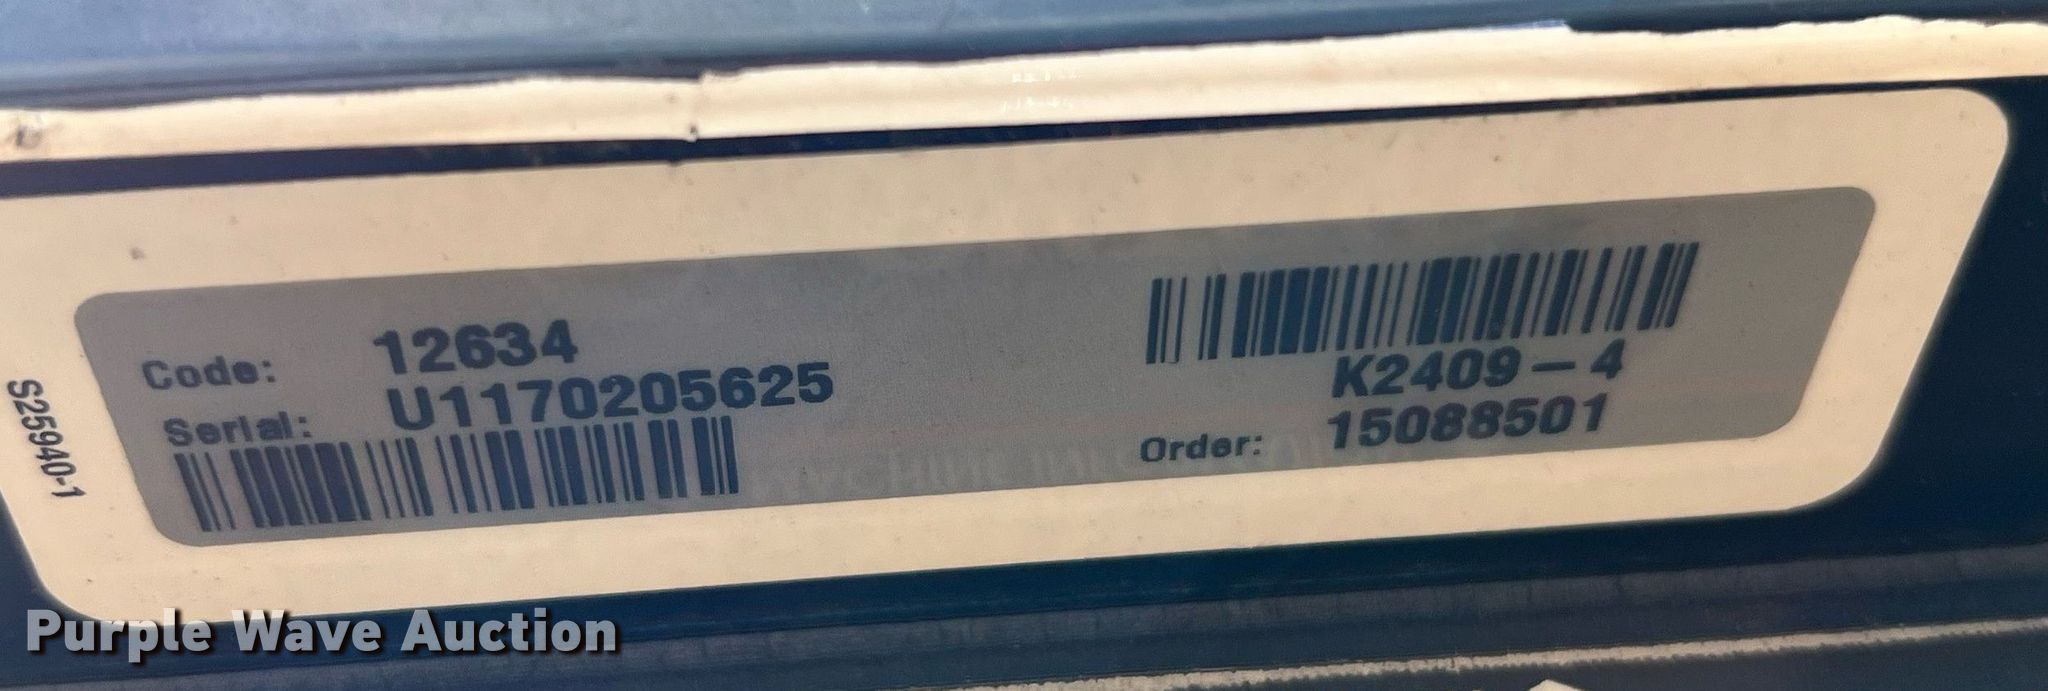 Code: 12634
Serial: U1170205625
K2409-4
Order: 15088501
S25940-1
Purple Wave Auction